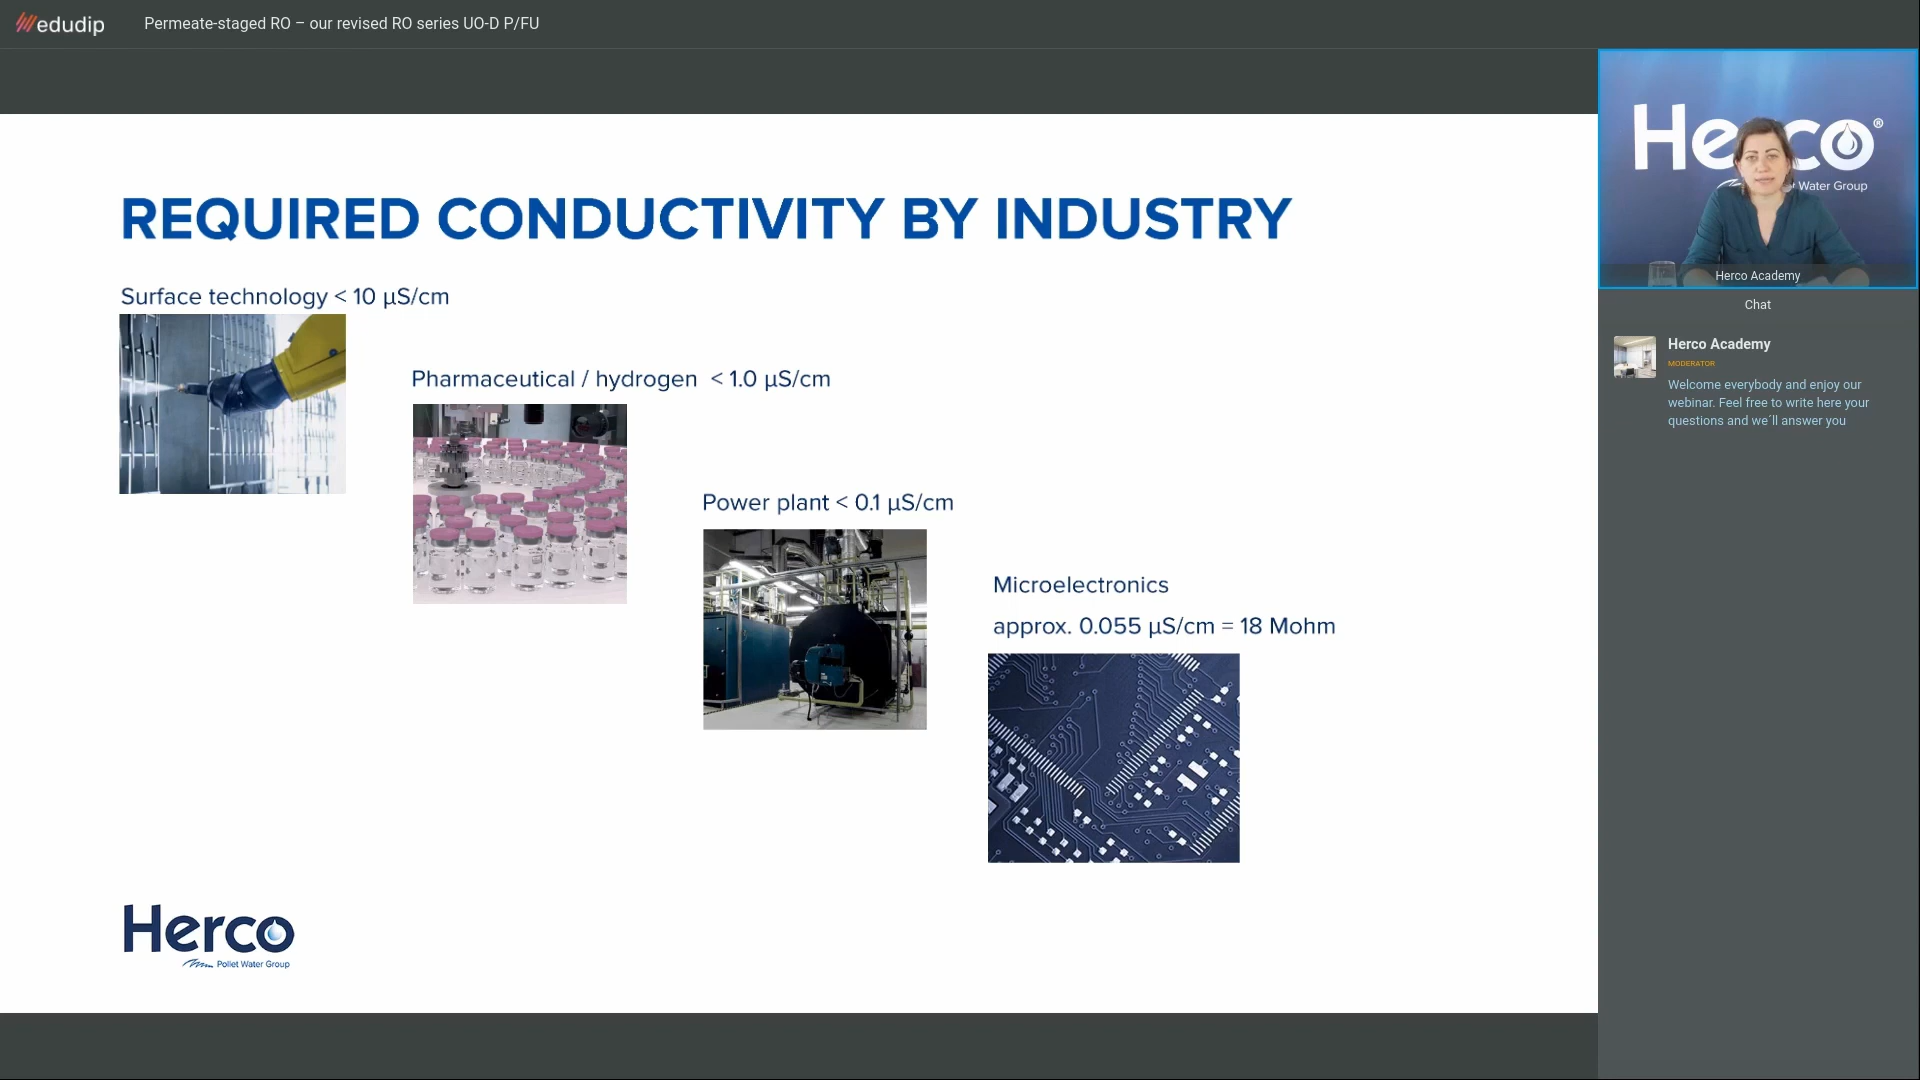 edudip
Permeate-staged RO – our revised RO series UO-D P/FU
REQUIRED CONDUCTIVITY BY INDUSTRY
Surface technology < 10 µS/cm
Pharmaceutical / hydrogen < 1.0 µS/cm
Power plant < 0.1 µS/cm
Microelectronics
approx. 0.055 µS/cm = 18 Mohm
Herco
Pollet Water Group
Herco®
Water Group
Herco Academy
Chat
Herco Academy
MODERATOR
Welcome everybody and enjoy our
webinar. Feel free to write here your
questions and we´ll answer you